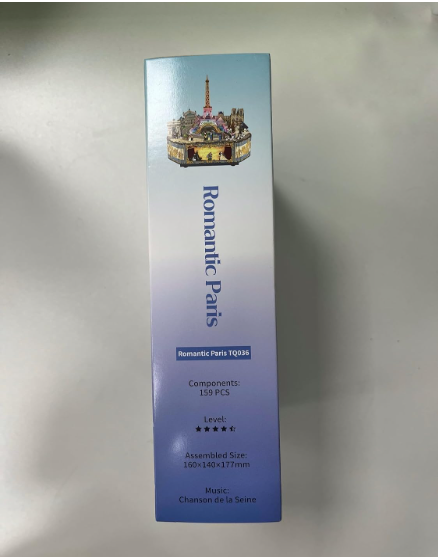 Romantic Paris
Romantic Paris TQ036
Components:
159 PCS
Level:
Assembled Size:
160×140×177mm
Music:
Chanson de la Seine